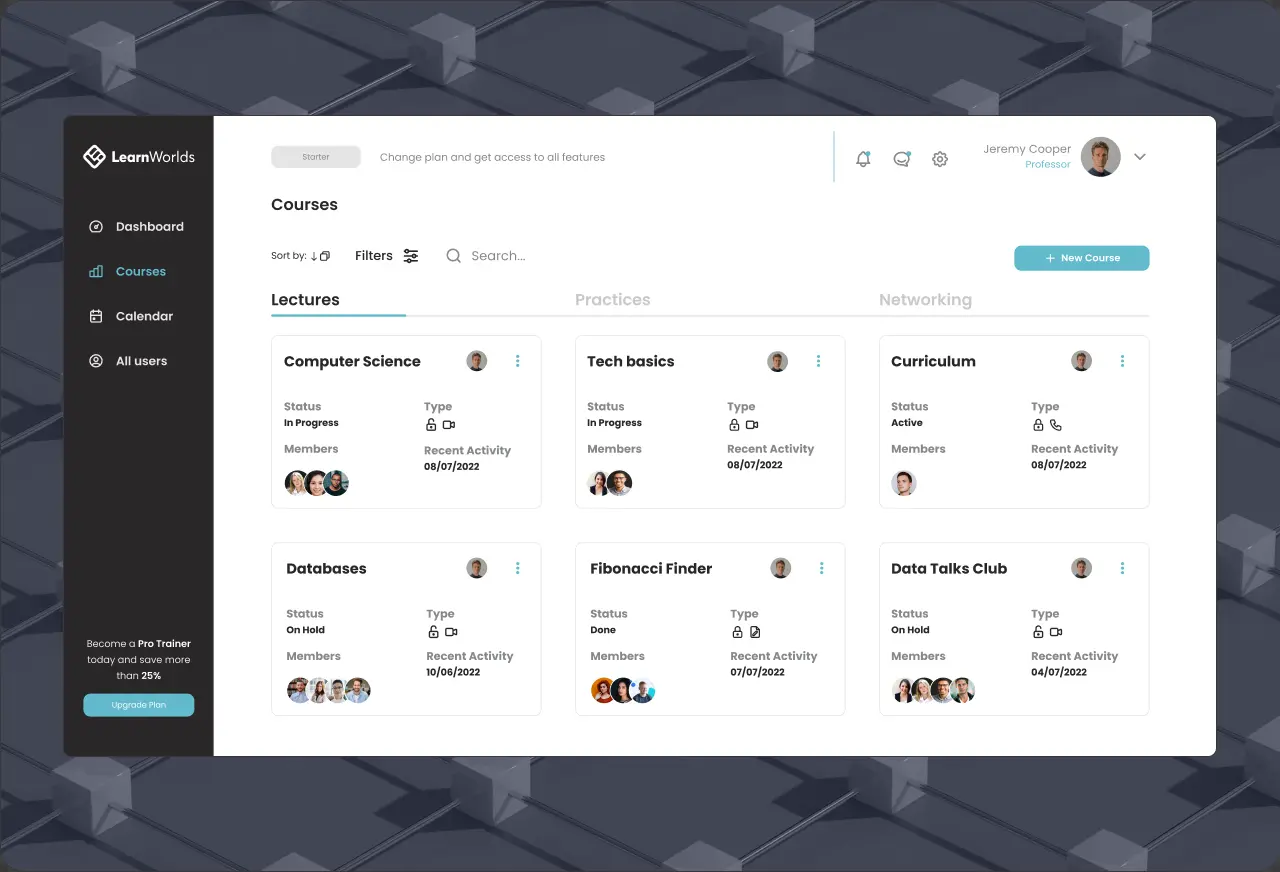 LearnWorlds
Dashboard
Courses
Calendar
All users
Become a Pro Trainer
today and save more
than 25%
Upgrade Plan
Starter
Change plan and get access to all features
Jeremy Cooper
Professor
Courses
Sort by:
Filters
Search...
+ New Course
Lectures
Practices
Networking
Computer Science
Status
In Progress
Type
Members
Recent Activity
08/07/2022
Tech basics
Status
In Progress
Type
Members
Recent Activity
08/07/2022
Curriculum
Status
Active
Type
Members
Recent Activity
08/07/2022
Databases
Status
On Hold
Type
Members
Recent Activity
10/06/2022
Fibonacci Finder
Status
Done
Type
Members
Recent Activity
07/07/2022
Data Talks Club
Status
On Hold
Type
Members
Recent Activity
04/07/2022